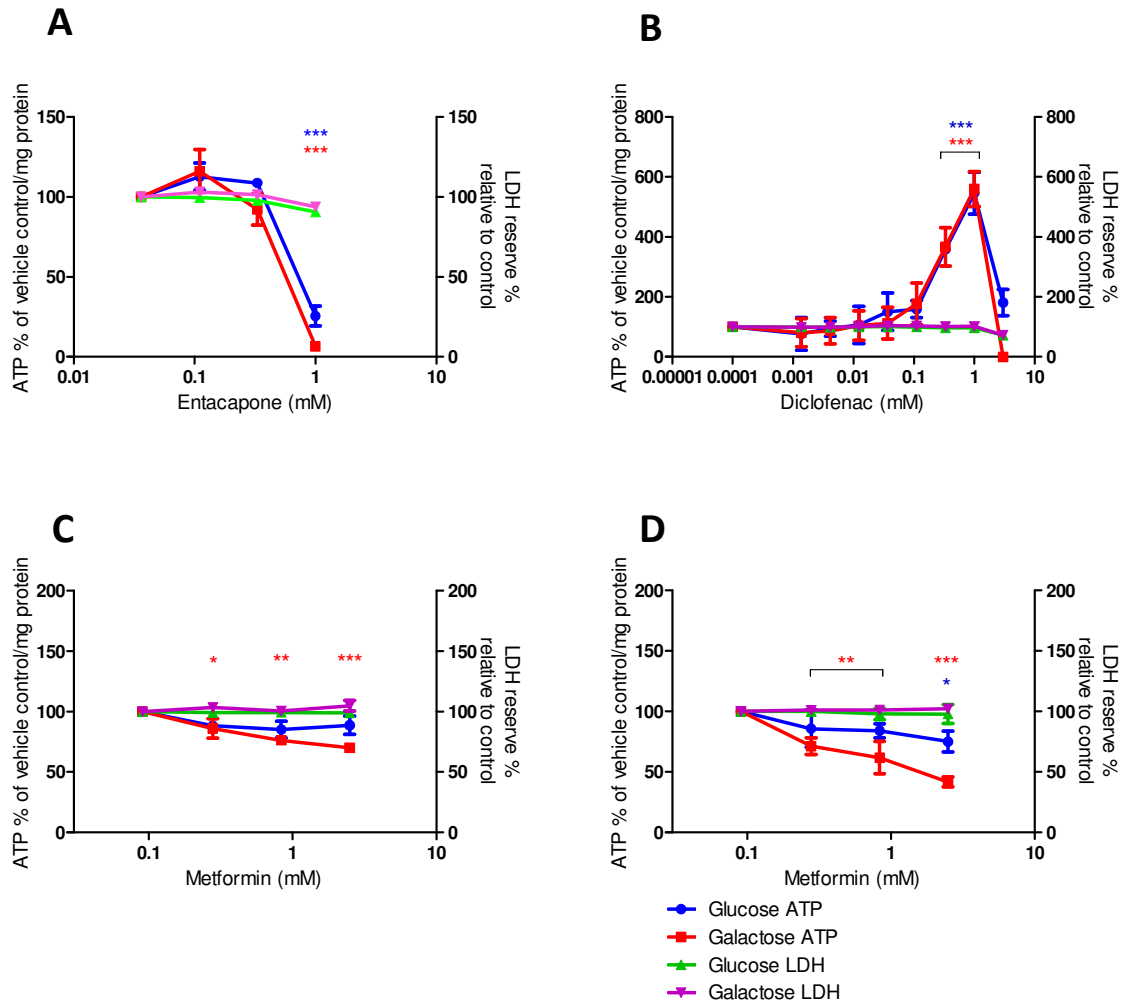 A
ATP % of vehicle control/mg protein
150
100
50
0
***
***
150
100
50
0
LDH reserve %
relative to control
0.01
0.1
1
10
Entacapone (mM)
B
ATP % of vehicle control/mg protein
800
600
400
200
0
***
***
800
600
400
200
0
LDH reserve %
relative to control
0.00001
0.0001
0.001
0.01
0.1
1
10
Diclofenac (mM)
C
ATP % of vehicle control/mg protein
200
150
100
50
0
*
**
***
200
150
100
50
0
LDH reserve %
relative to control
0.1
1
10
Metformin (mM)
D
ATP % of vehicle control/mg protein
200
150
100
50
0
**
***
*
200
150
100
50
0
LDH reserve %
relative to control
0.1
1
10
Metformin (mM)
Glucose ATP
Galactose ATP
Glucose LDH
Galactose LDH